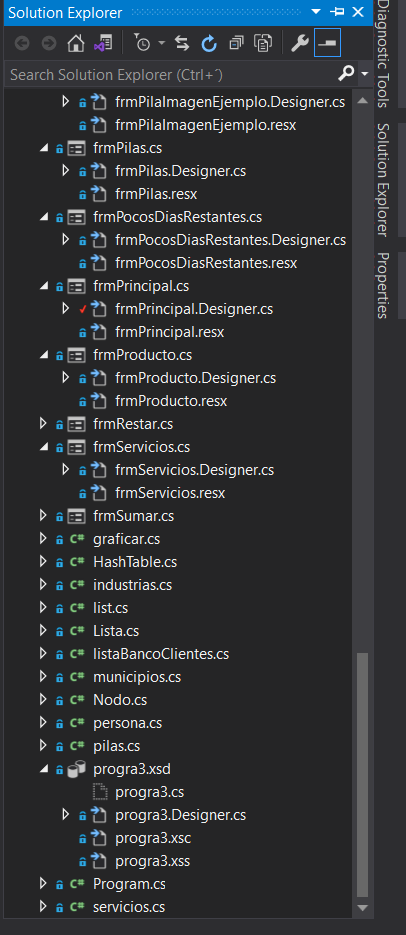 Solution Explorer
Search Solution Explorer (Ctrl+´)
frmPilaImagenEjemplo.Designer.cs
frmPilaImagenEjemplo.resx
frmPilas.cs
frmPilas.Designer.cs
frmPilas.resx
frmPocosDiasRestantes.cs
frmPocosDiasRestantes.Designer.cs
frmPocosDiasRestantes.resx
frmPrincipal.cs
frmPrincipal.Designer.cs
frmPrincipal.resx
frmProducto.cs
frmProducto.Designer.cs
frmProducto.resx
frmRestar.cs
frmServicios.cs
frmServicios.Designer.cs
frmServicios.resx
frmSumar.cs
C# graficar.cs
C# HashTable.cs
C# industrias.cs
C# list.cs
C# Lista.cs
C# listaBancoClientes.cs
C# municipios.cs
C# Nodo.cs
C# persona.cs
C# pilas.cs
progra3.xsd
progra3.cs
progra3.Designer.cs
progra3.xsc
progra3.xss
C# Program.cs
C# servicios.cs
Diagnostic Tools
Solution Explorer
Properties